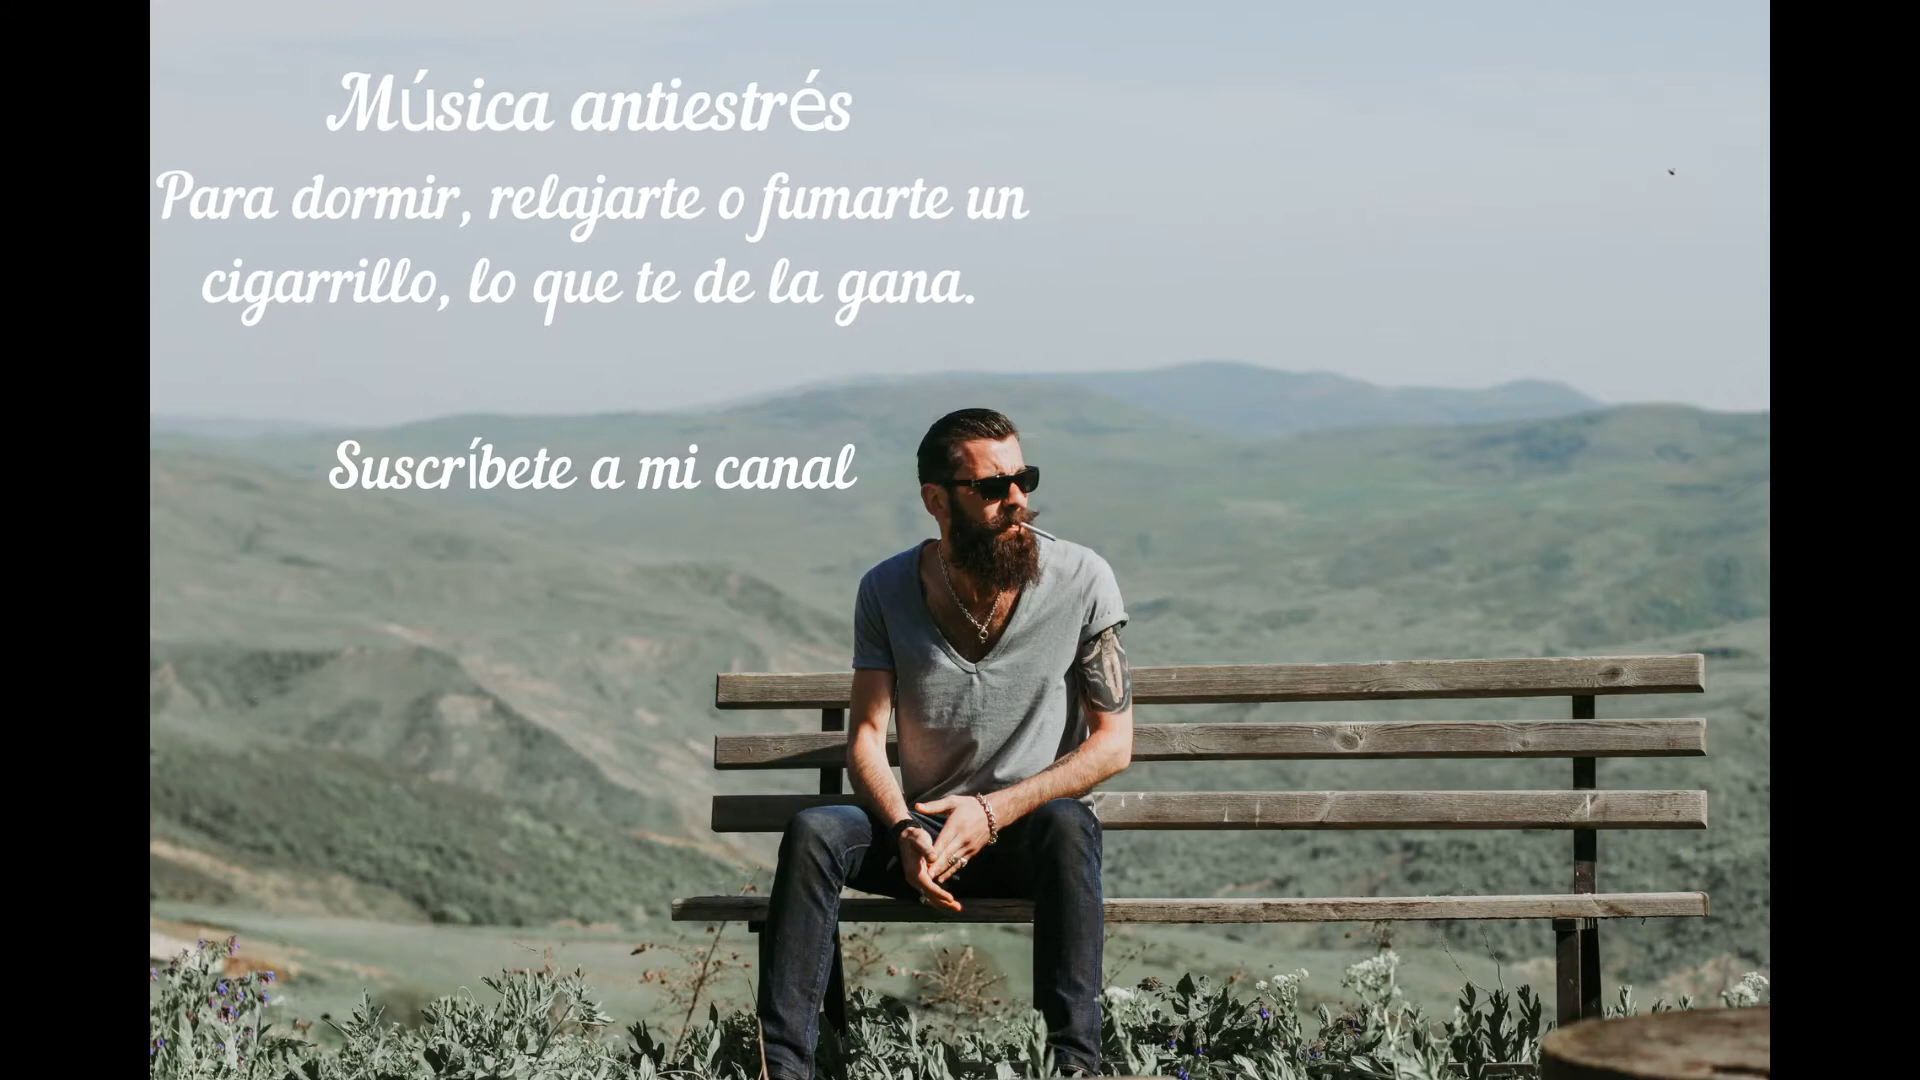 Música antiestrés
Para dormir, relajarte o fumarte un
cigarrillo, lo que te de la gana.
Suscríbete a mi canal